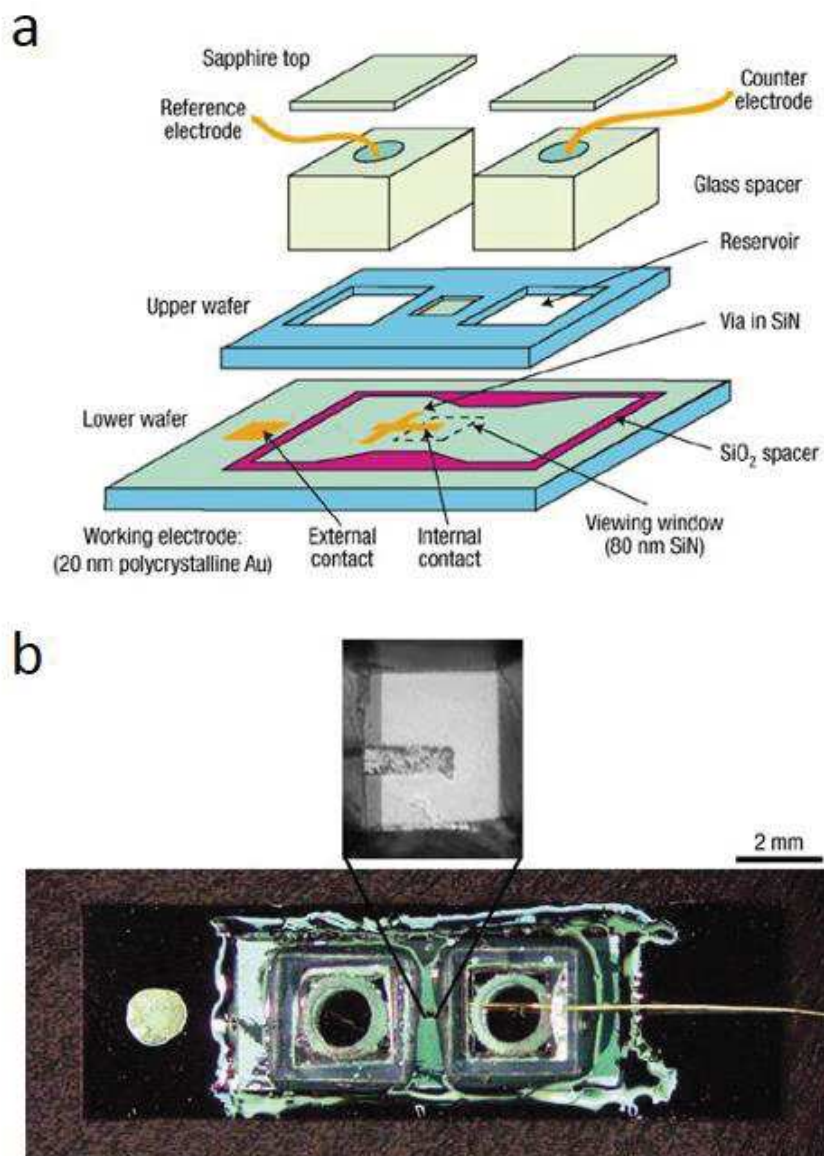 a
Sapphire top
Reference
electrode
Counter
electrode
Glass spacer
Reservoir
Upper wafer
Via in SiN
Lower wafer
SiO₂ spacer
Working electrode:
(20 nm polycrystalline Au)
External
contact
Internal
contact
Viewing window
(80 nm SiN)
b
2 mm